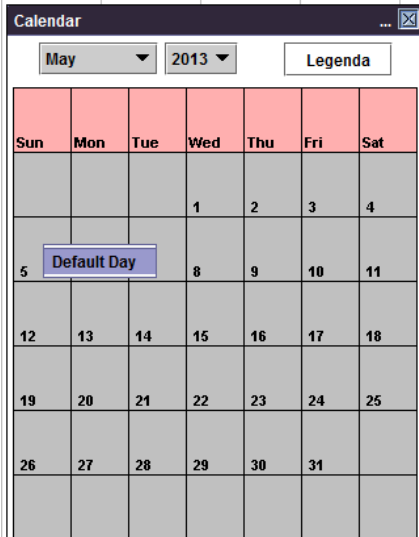 Calendar ...
May 2013 Legenda
Sun Mon Tue Wed Thu Fri Sat
1 2 3 4
5 Default Day 8 9 10 11
12 13 14 15 16 17 18
19 20 21 22 23 24 25
26 27 28 29 30 31